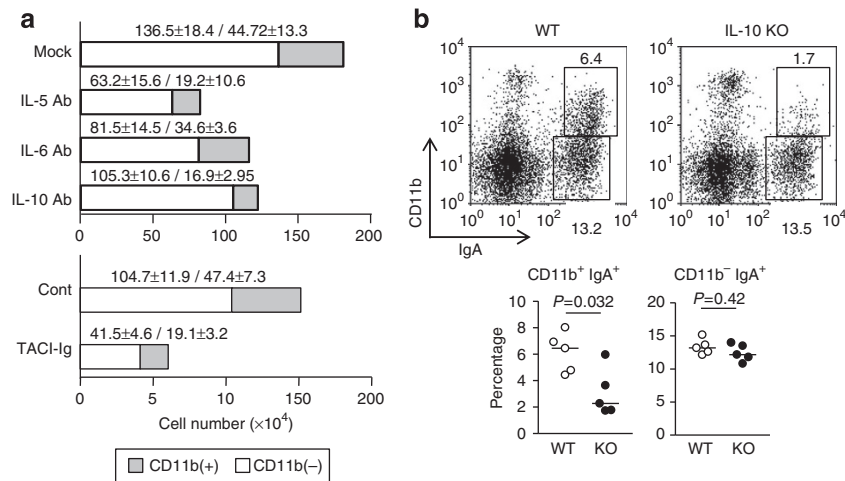 a
136.5±18.4 / 44.72±13.3
Mock
63.2±15.6 / 19.2±10.6
IL-5 Ab
81.5±14.5 / 34.6±3.6
IL-6 Ab
105.3±10.6 / 16.9±2.95
IL-10 Ab
0 50 100 150 200
104.7±11.9 / 47.4±7.3
Cont
41.5±4.6 / 19.1±3.2
TACI-Ig
0 5 10 150 200
Cell number (×10⁴)
CD11b(+) CD11b(–)
b
WT IL-10 KO
10⁴ 6.4 10⁴ 1.7
10³ 10³
10² 10²
10¹ 10¹
10⁰ 10⁰
10⁰ 10¹ 10² 10⁴ 10⁰ 10¹ 10² 10⁴
13.2 13.5
CD11b
IgA
CD11b⁺ IgA⁺ CD11b⁻ IgA⁺
P=0.032 P=0.42
Percentage
10 20
8 15
6 10
4 5
2 0
0
WT KO WT KO